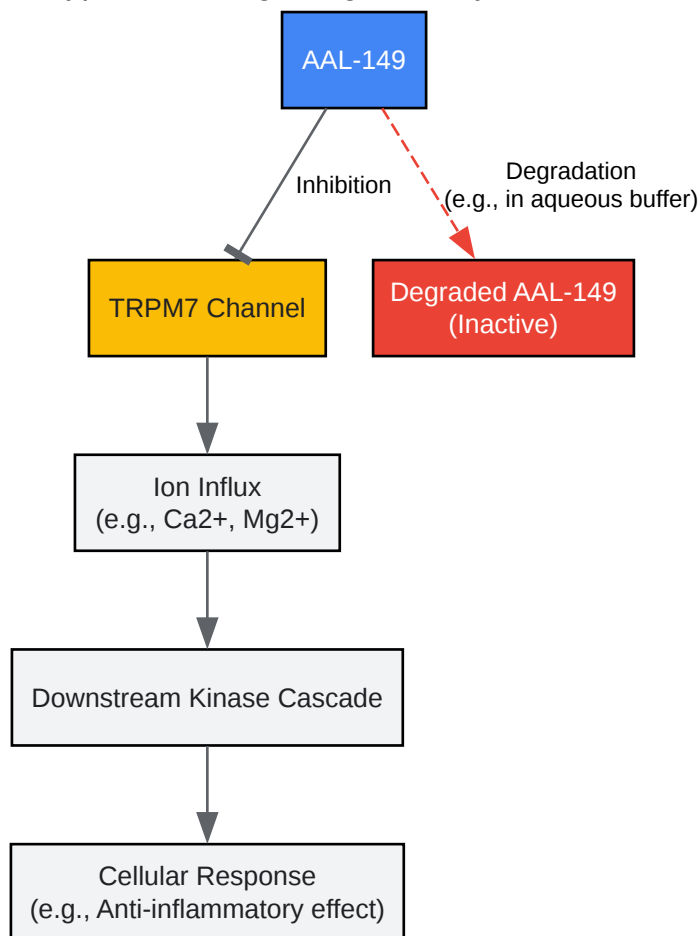 AAL-149
Inhibition
Degradation
(e.g., in aqueous buffer)
TRPM7 Channel
Degraded AAL-149
(Inactive)
Ion Influx
(e.g., Ca2+, Mg2+)
Downstream Kinase Cascade
Cellular Response
(e.g., Anti-inflammatory effect)